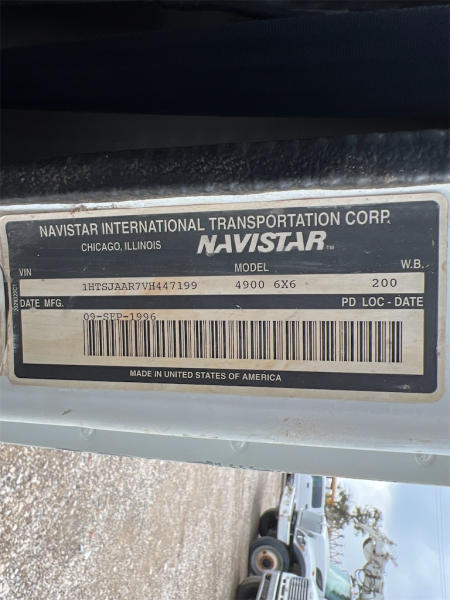 NAVISTAR INTERNATIONAL TRANSPORTATION CORP.
CHICAGO, ILLINOIS NAVISTAR™
VIN MODEL W.B.
1HTSJAAR7VH447199 4900 6X6 200
DATE MFG. PD LOC - DATE
09-SEP-1996
MADE IN UNITED STATES OF AMERICA